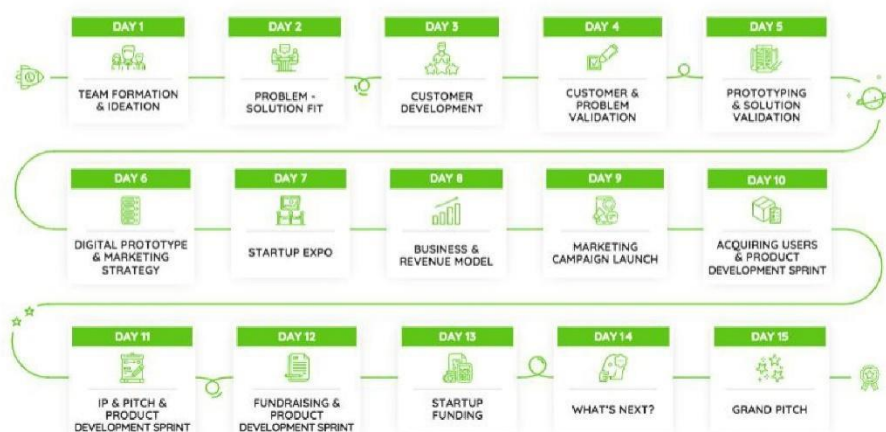 DAY 1
TEAM FORMATION
& IDEATION
DAY 2
PROBLEM -
SOLUTION FIT
DAY 3
CUSTOMER
DEVELOPMENT
DAY 4
CUSTOMER &
PROBLEM
VALIDATION
DAY 5
PROTOTYPING
& SOLUTION
VALIDATION
DAY 6
DIGITAL PROTOTYPE
& MARKETING
STRATEGY
DAY 7
STARTUP EXPO
DAY 8
BUSINESS &
REVENUE MODEL
DAY 9
MARKETING
CAMPAIGN LAUNCH
DAY 10
ACQUIRING USERS
& PRODUCT
DEVELOPMENT SPRINT
DAY 11
IP & PITCH &
PRODUCT
DEVELOPMENT SPRINT
DAY 12
FUNDRAISING &
PRODUCT
DEVELOPMENT SPRINT
DAY 13
STARTUP
FUNDING
DAY 14
WHAT'S NEXT?
DAY 15
GRAND PITCH